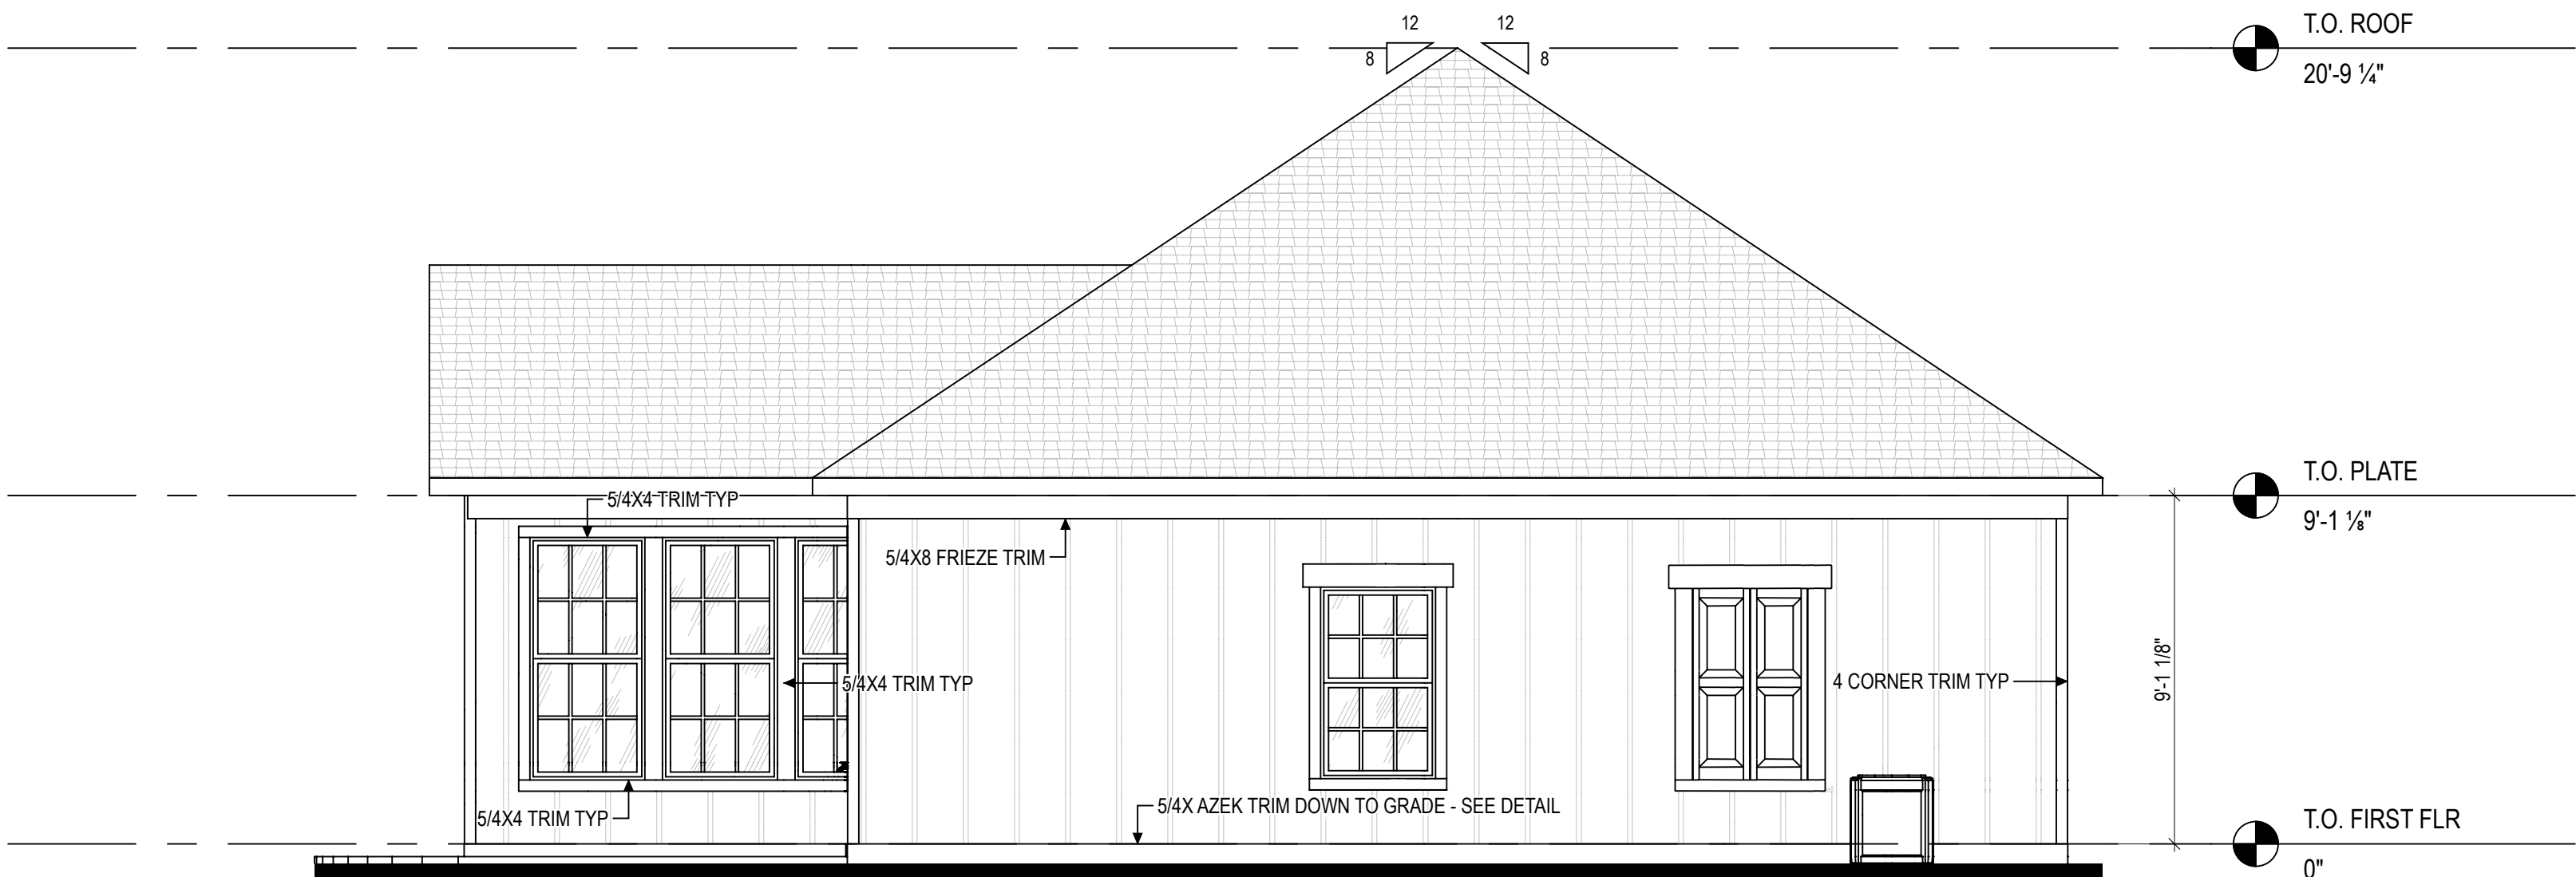 12
12
T.O. ROOF
8
8
20'-9 ¼"
T.O. PLATE
5/4X4 TRIM TYP
9'-1 ⅛"
5/4X8 FRIEZE TRIM
9'-1 1/8"
5/4X4 TRIM TYP
4 CORNER TRIM TYP
5/4X AZEK TRIM DOWN TO GRADE - SEE DETAIL
5/4X4 TRIM TYP
T.O. FIRST FLR
0"